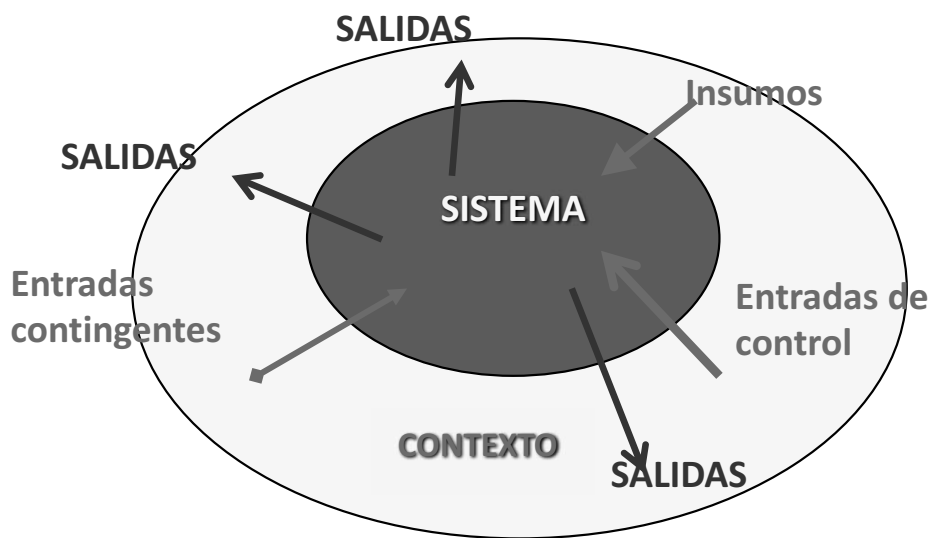 SALIDAS
Insumos
SALIDAS
SISTEMA
Entradas
contingentes
Entradas de
control
CONTEXTO
SALIDAS